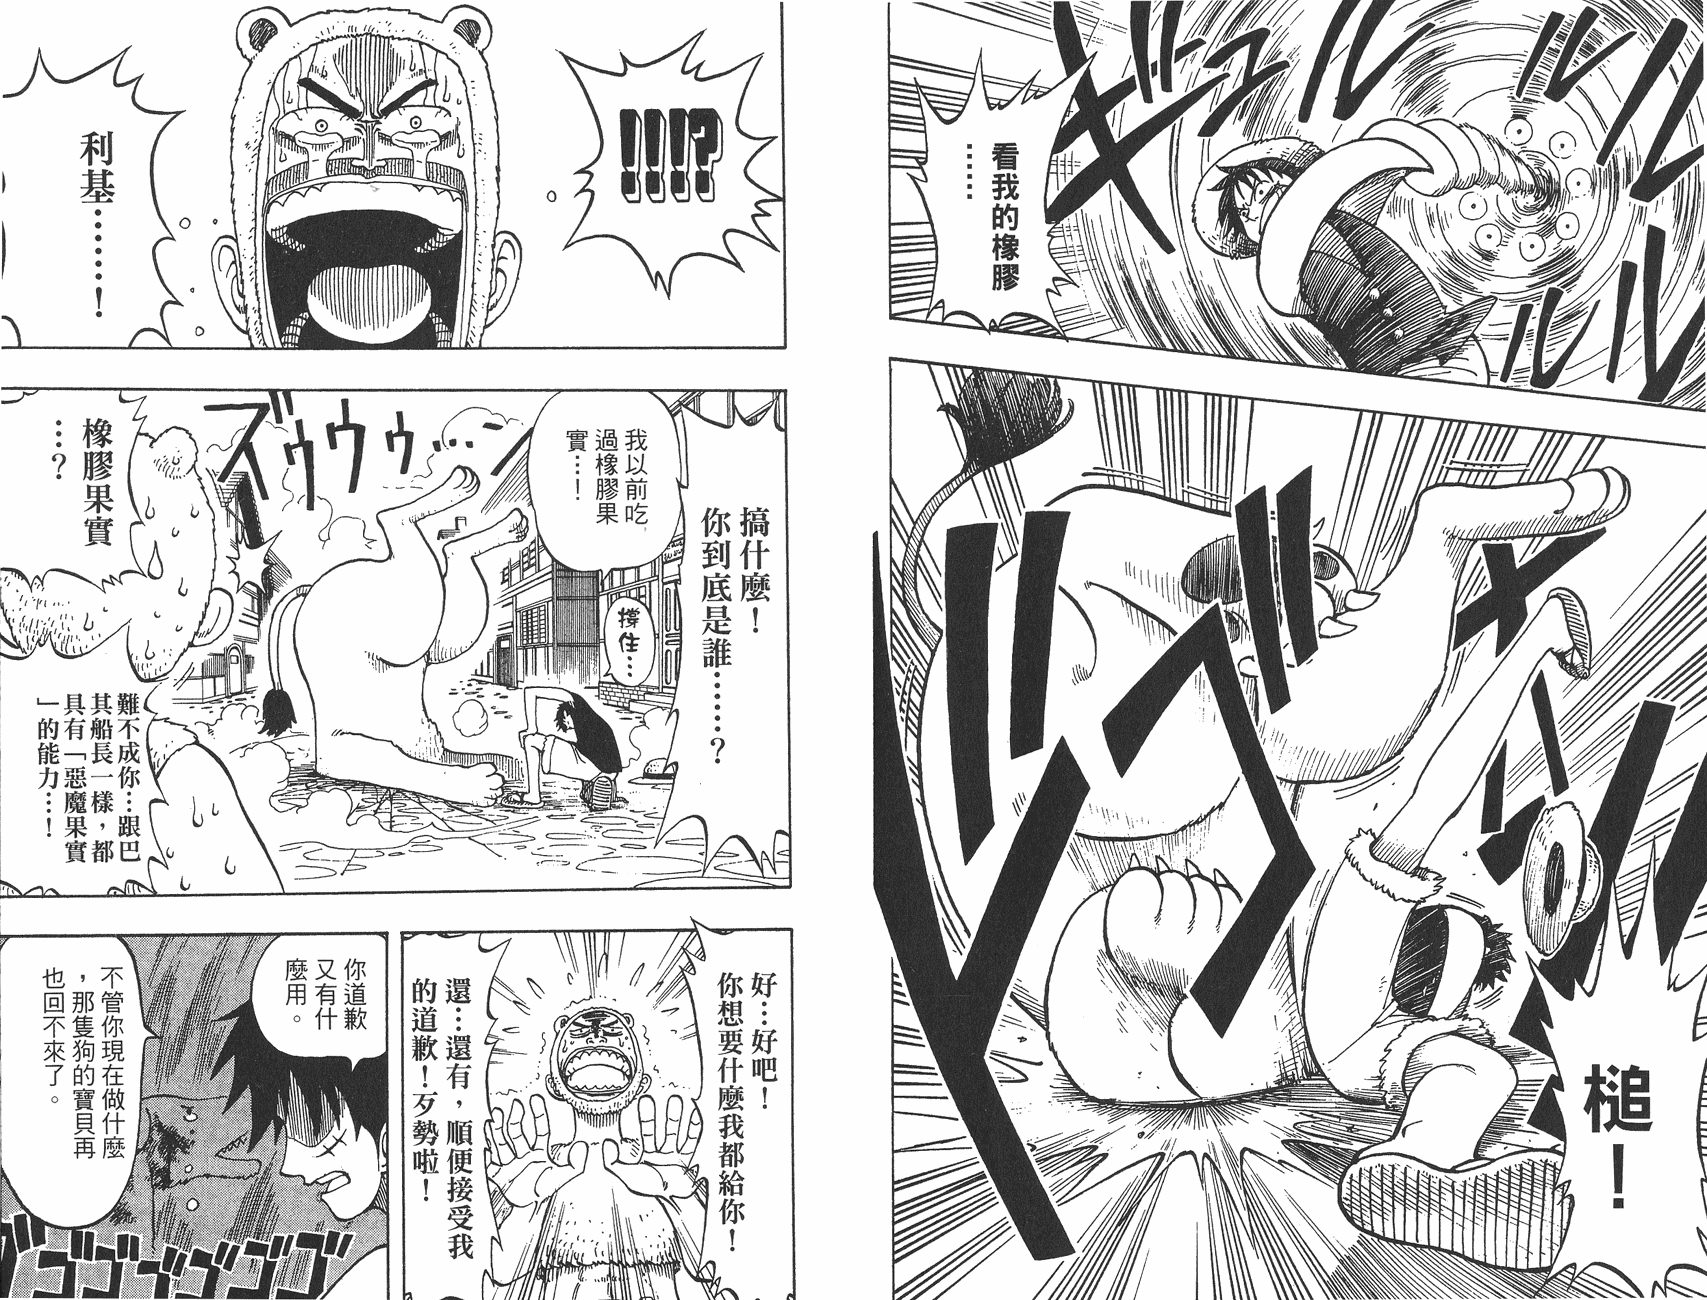 ギュルルルルルル
看我的橡膠
……
槌！
ズドン
!!!!?
利基……！
ズゥゥゥ…ン
我以前吃
過橡膠果
實…！
撐住…
搞什麼！
你到底是誰……？
橡膠果實
…？
難不成你…跟巴
其船長一樣，都
具有「惡魔果實
」的能力…！
好…好吧！
你想要什麼我都給你！
還…還有，順便接受我
的道歉！歹勢啦！
你道歉
又有什
麼用。
不管你現在做什麼
，那隻狗的寶貝再
也回不來了。
ゴゴゴゴゴゴゴ